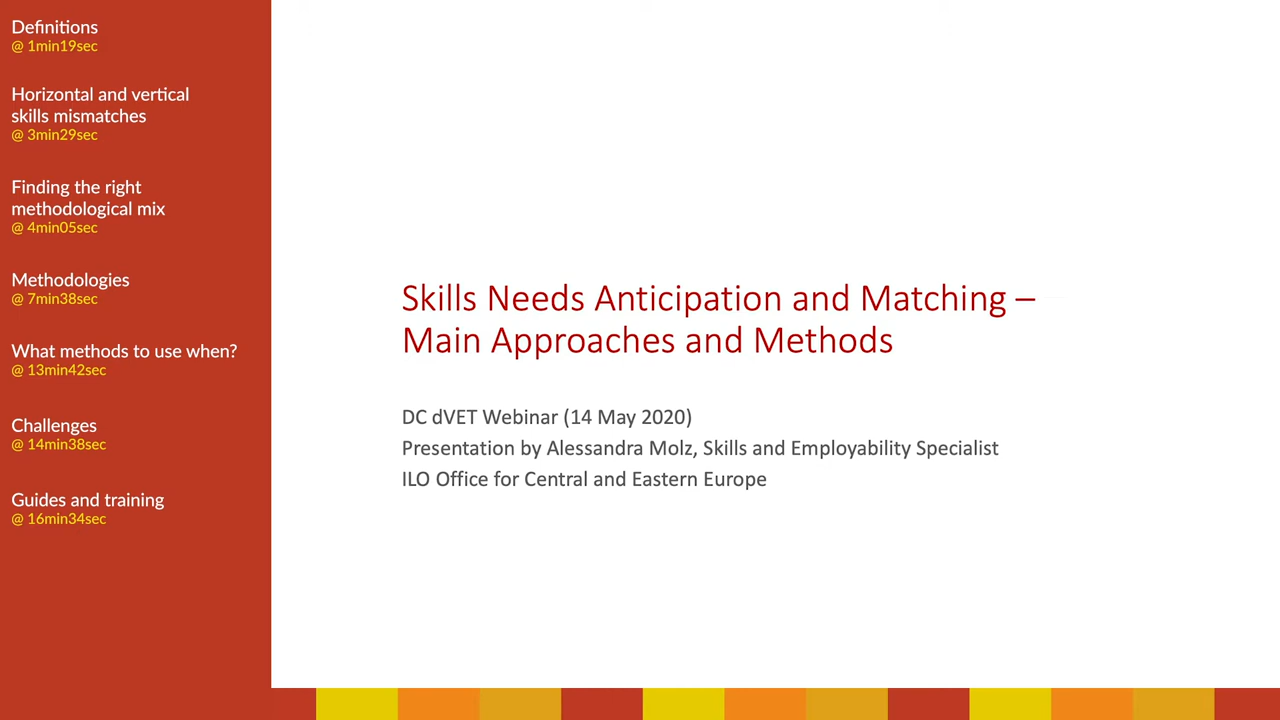 Definitions
@ 1min19sec
Horizontal and vertical
skills mismatches
@ 3min29sec
Finding the right
methodological mix
@ 4min05sec
Methodologies
@ 7min38sec
What methods to use when?
@ 13min42sec
Challenges
@ 14min38sec
Guides and training
@ 16min34sec
Skills Needs Anticipation and Matching –
Main Approaches and Methods
DC dVET Webinar (14 May 2020)
Presentation by Alessandra Molz, Skills and Employability Specialist
ILO Office for Central and Eastern Europe